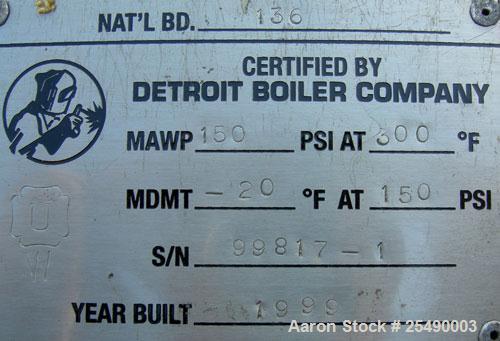 NAT'L BD. 136
CERTIFIED BY
DETROIT BOILER COMPANY
MAWP 150 PSI AT 300 °F
MDMT -20 °F AT 150 PSI
U
W
S/N 99817-1
YEAR BUILT 1999
Aaron Stock # 25490003